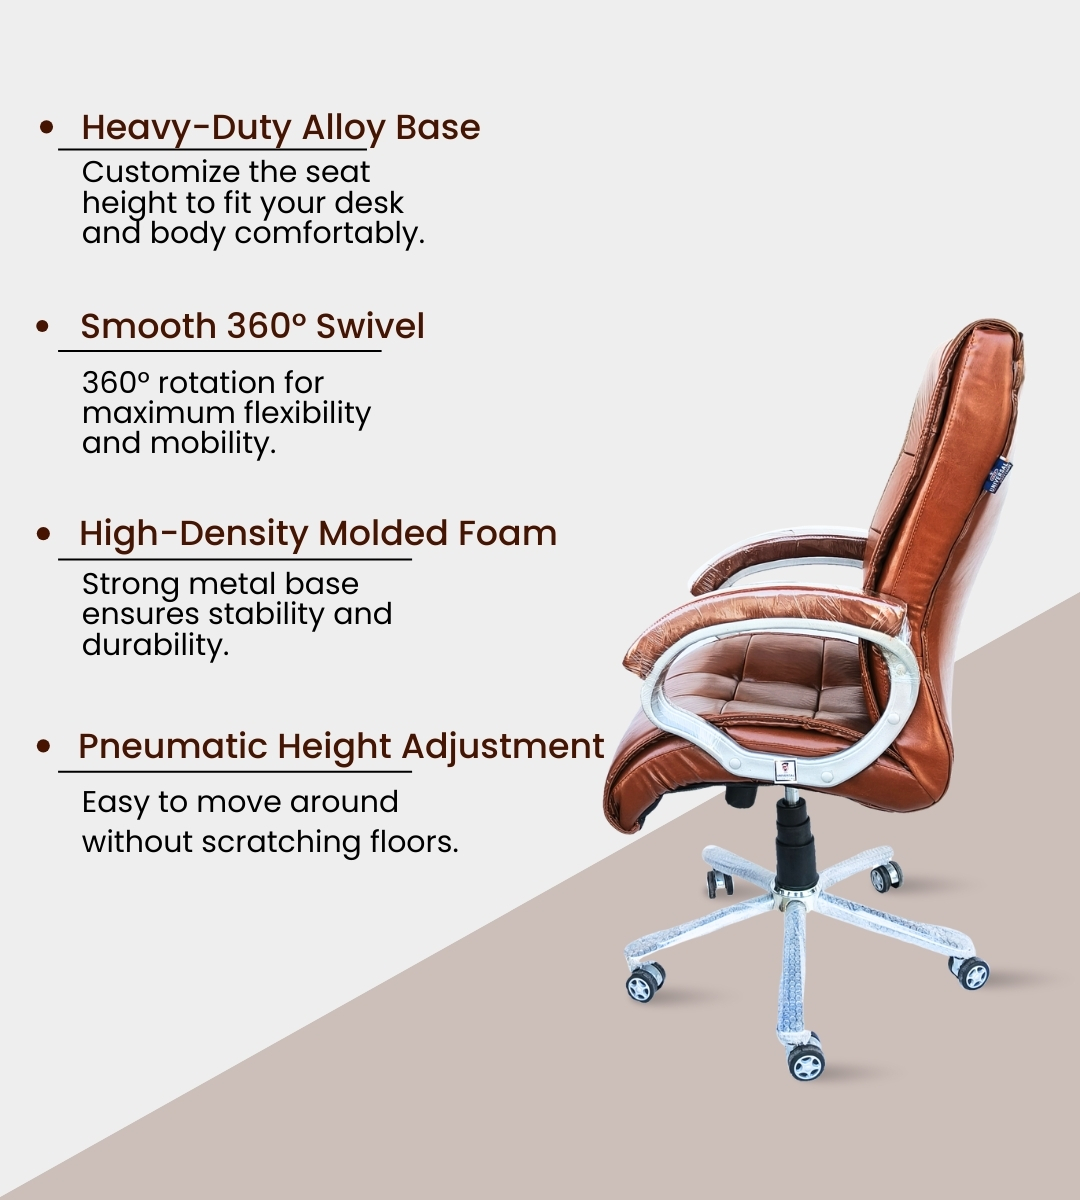 Heavy-Duty Alloy Base
Customize the seat
height to fit your desk
and body comfortably.
Smooth 360° Swivel
360° rotation for
maximum flexibility
and mobility.
High-Density Molded Foam
Strong metal base
ensures stability and
durability.
Pneumatic Height Adjustment
Easy to move around
without scratching floors.
UNIVERSAL